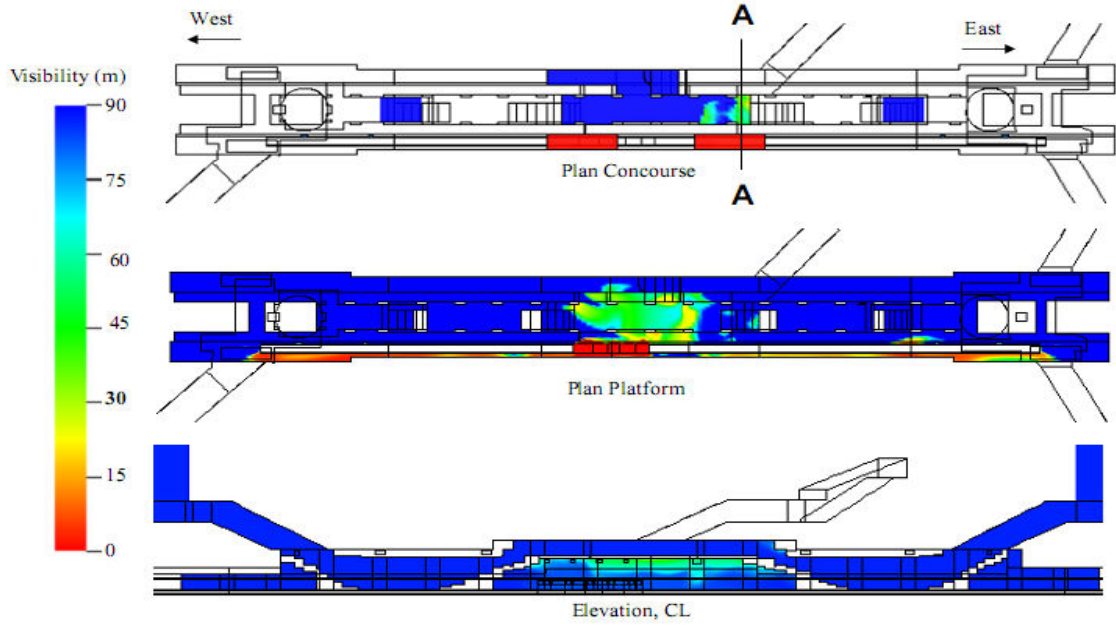 West
A
East
Visibility (m)
90
75
60
45
30
15
0
Plan Concourse
A
Plan Platform
Elevation, CL